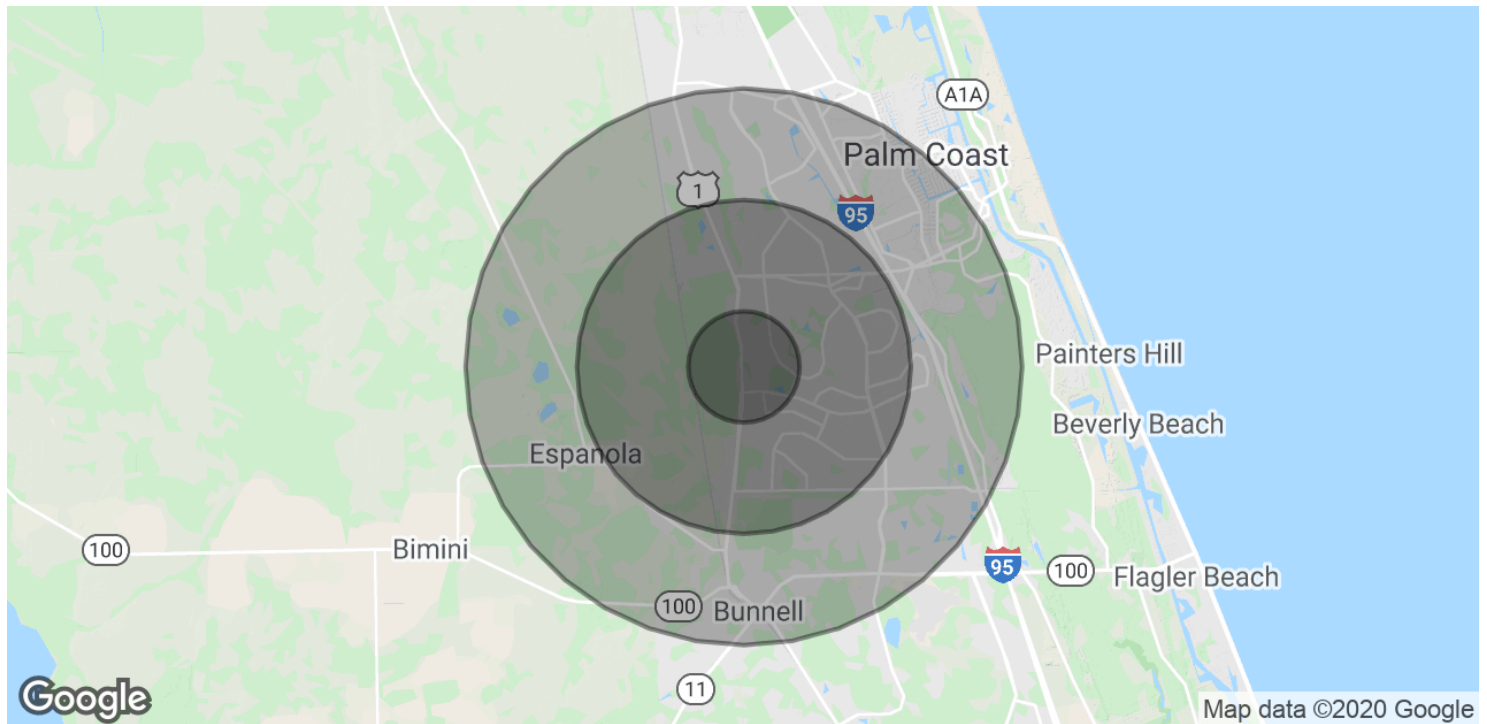 A1A
Palm Coast
1
95
Painters Hill
Beverly Beach
Espanola
100
Bimini
95
100
Flagler Beach
100
Bunnell
11
Google
Map data ©2020 Google